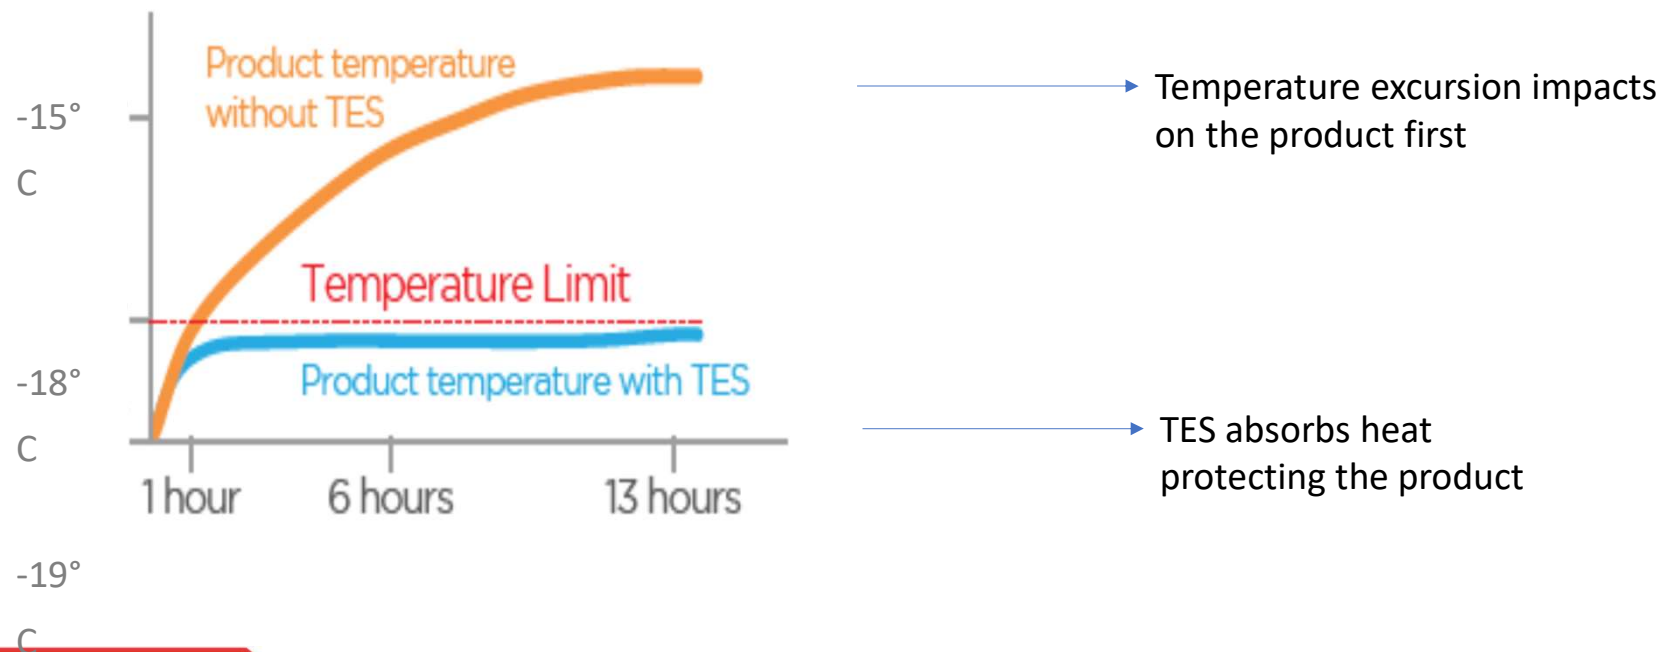 Product temperature
without TES
-15°
C
Temperature excursion impacts
on the product first
Temperature Limit
Product temperature with TES
-18°
C
TES absorbs heat
protecting the product
1 hour
6 hours
13 hours
-19°
C